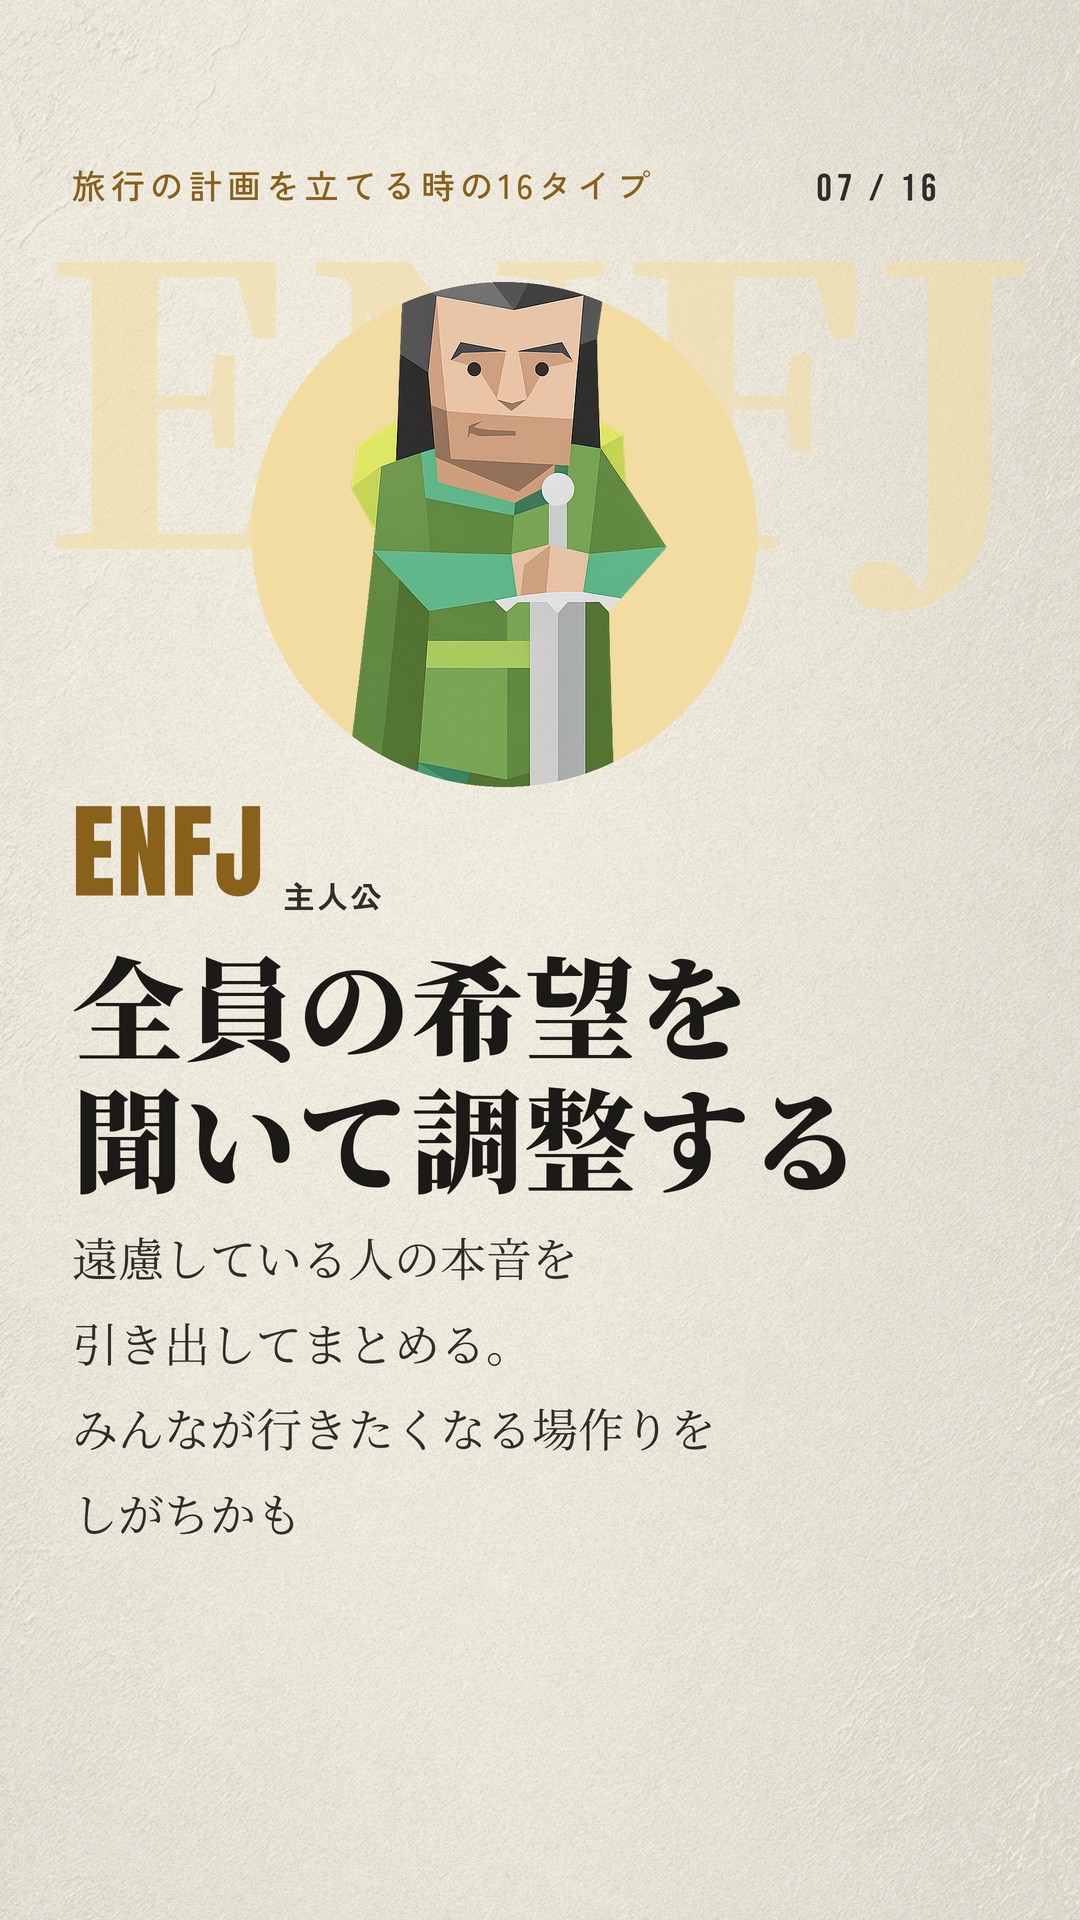 旅行の計画を立てる時の16タイプ
07 / 16
ENFJ
ENFJ
主人公
全員の希望を
聞いて調整する
遠慮している人の本音を
引き出してまとめる。
みんなが行きたくなる場作りを
しがちかも